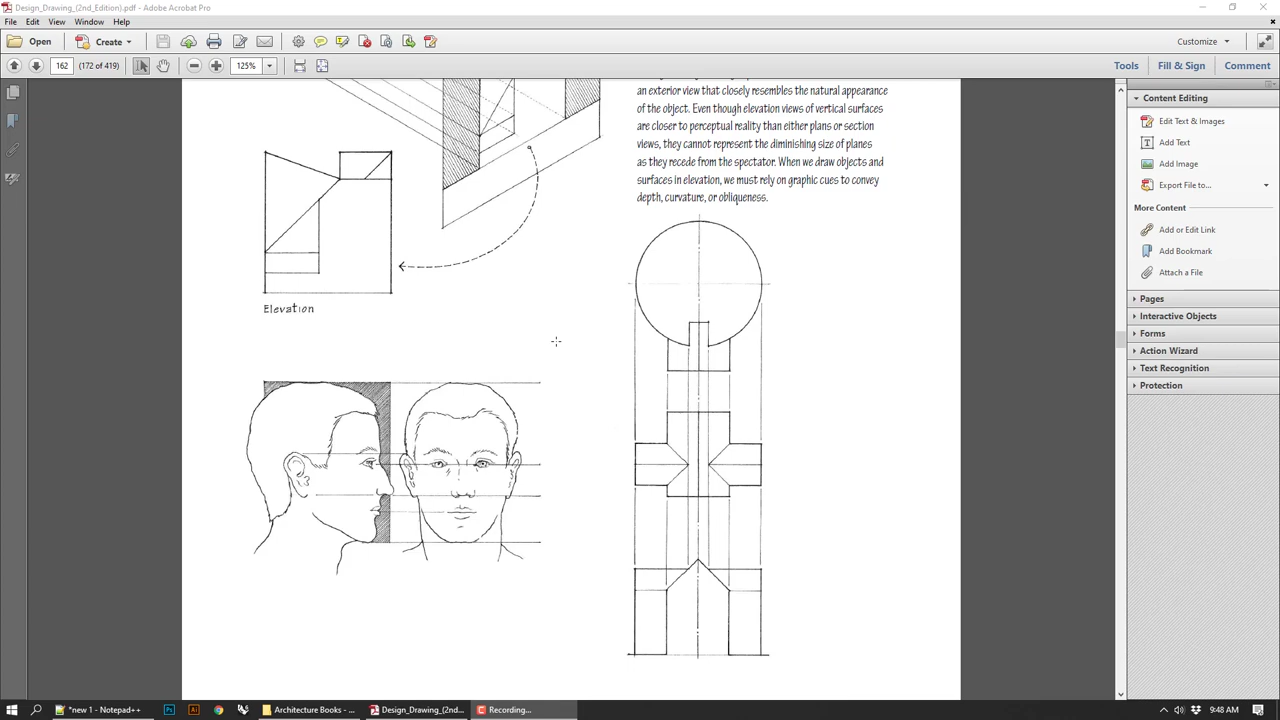 Design_Drawing_(2nd_Edition).pdf - Adobe Acrobat Pro
File Edit View Window Help
Open Create Customize
162 (172 of 419) 125% Tools Fill & Sign Comment
an exterior view that closely resembles the natural appearance
of the object. Even though elevation views of vertical surfaces
are closer to perceptual reality than either plans or section
views, they cannot represent the diminishing size of planes
as they recede from the spectator. When we draw objects and
surfaces in elevation, we must rely on graphic cues to convey
depth, curvature, or obliqueness.
Elevation
Content Editing
Edit Text & Images
Add Text
Add Image
Export File to...
More Content
Add or Edit Link
Add Bookmark
Attach a File
Pages
Interactive Objects
Forms
Action Wizard
Text Recognition
Protection
*new 1 - Notepad++ Ps Ai Architecture Books - ... Design_Drawing_(2nd... Recording... 9:48 AM